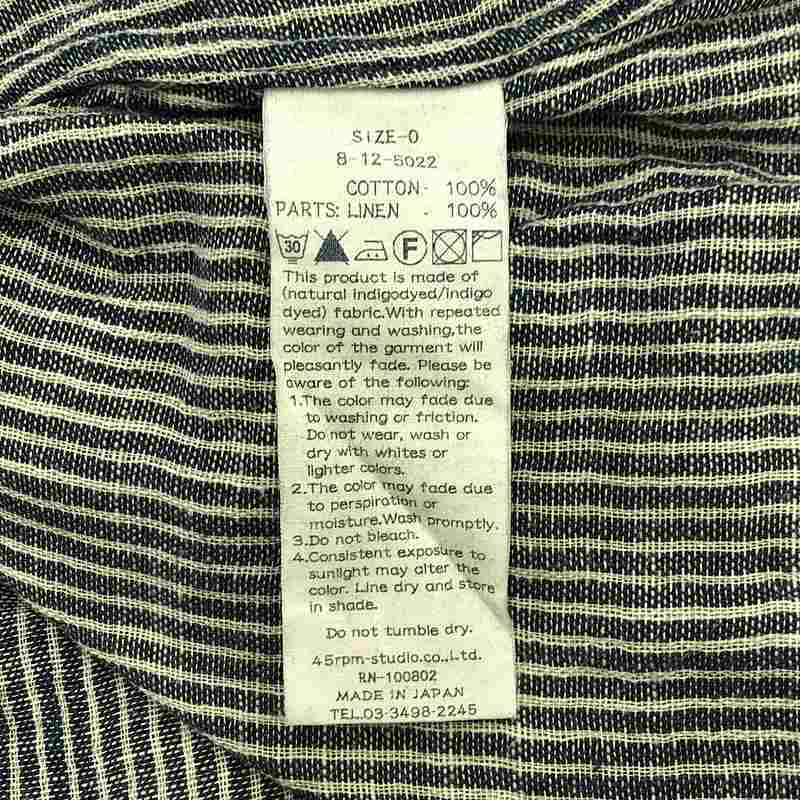 SIZE-0
8-12-5022
COTTON- 100%
PARTS: LINEN - 100%
30 F
This product is made of
(natural indigodyed/indigo
dyed) fabric.With repeated
wearing and washing,the
color of the garment will
pleasantly fade. Please be
aware of the following:
1.The color may fade due
to washing or friction.
Do not wear, wash or
dry with whites or
lighter colors.
2.The color may fade due
to perspiration or
moisture.Wash promptly.
3.Do not bleach.
4.Consistent exposure to
sunlight may alter the
color. Line dry and store
in shade.
Do not tumble dry.
45rpm-studio.co.,Ltd.
RN-100802
MADE IN JAPAN
TEL.03-3498-2245